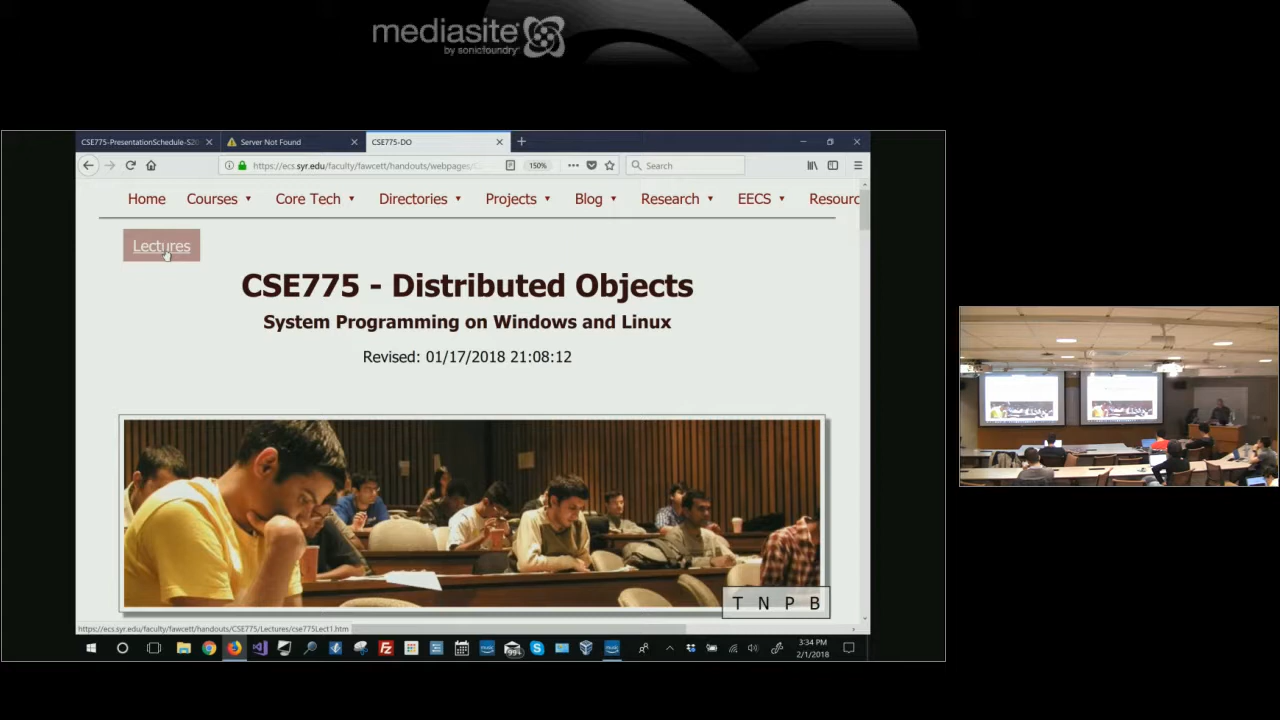 mediasite
by sonicfoundry
CSE775-PresentationSchedule-S20
Server Not Found
CSE775-DO
https://ecs.syr.edu/faculty/fawcett/handouts/webpages/
150%
Search
Home Courses Core Tech Directories Projects Blog Research EECS Resourc
Lectures
CSE775 - Distributed Objects
System Programming on Windows and Linux
Revised: 01/17/2018 21:08:12
T N P B
https://ecs.syr.edu/faculty/fawcett/handouts/CSE775/Lectures/cse775Lect1.htm
99+
3:34 PM
2/1/2018